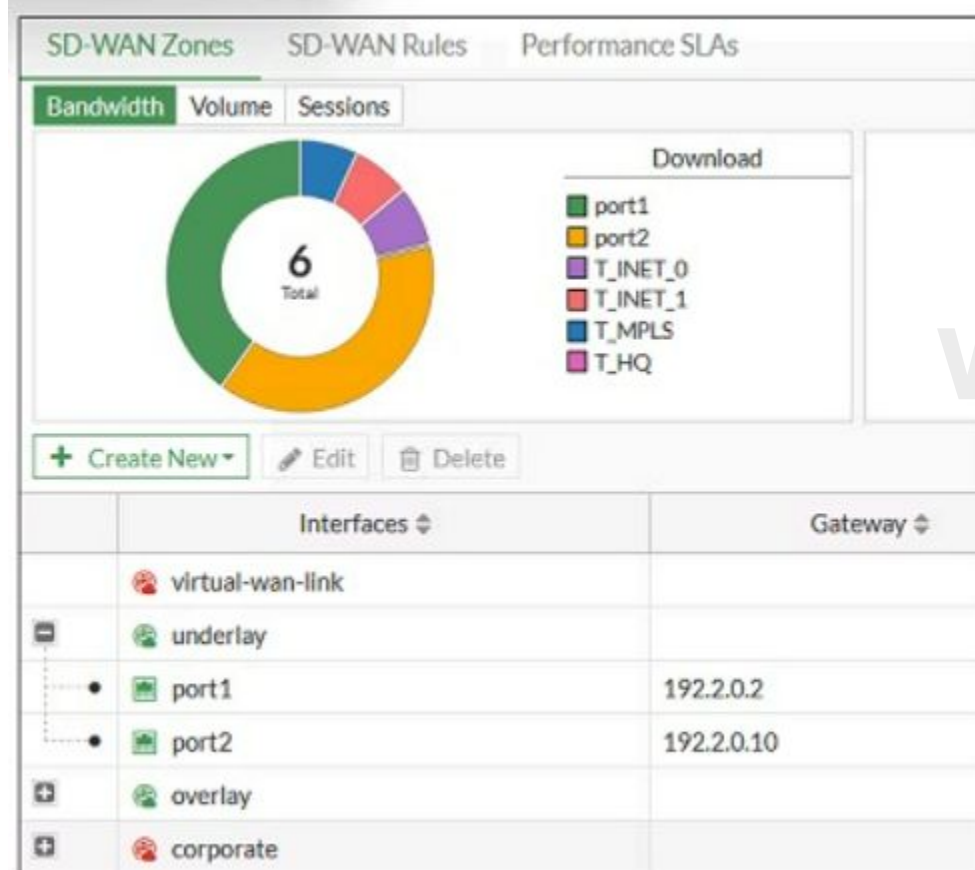 SD-WAN Zones SD-WAN Rules Performance SLAs
Bandwidth Volume Sessions
Download
port1
port2
T_INET_0
T_INET_1
T_MPLS
T_HQ
6
Total
+ Create New Edit Delete
Interfaces Gateway
virtual-wan-link
underlay
port1 192.2.0.2
port2 192.2.0.10
overlay
corporate